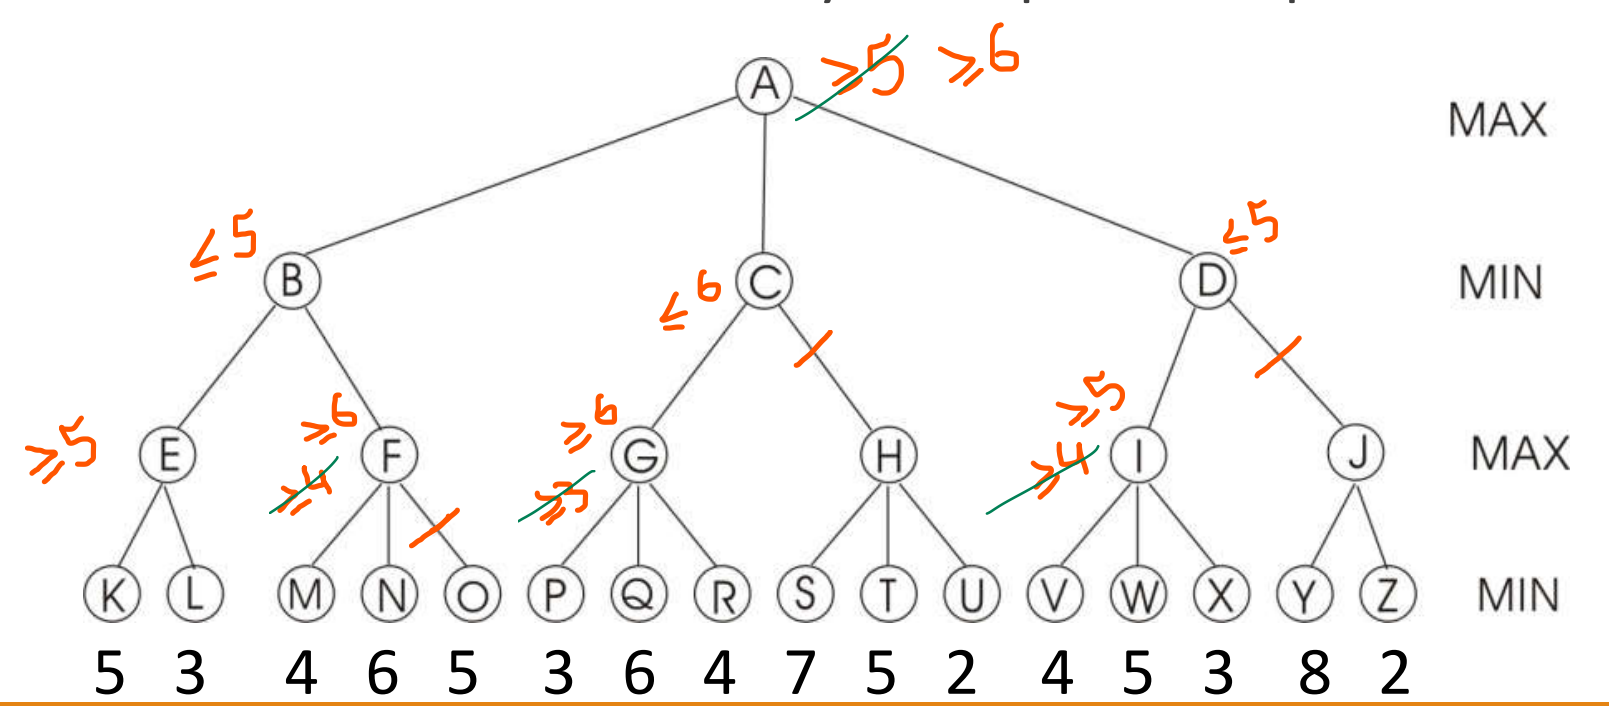 A ≥5 ≥6 MAX
≤5 B ≤6 C D ≤5 MIN
≥5 E ≥6 ≥4 F ≥6 ≥3 G H ≥5 ≥4 I J MAX
K L M N O P Q R S T U V W X Y Z MIN
5 3 4 6 5 3 6 4 7 5 2 4 5 3 8 2